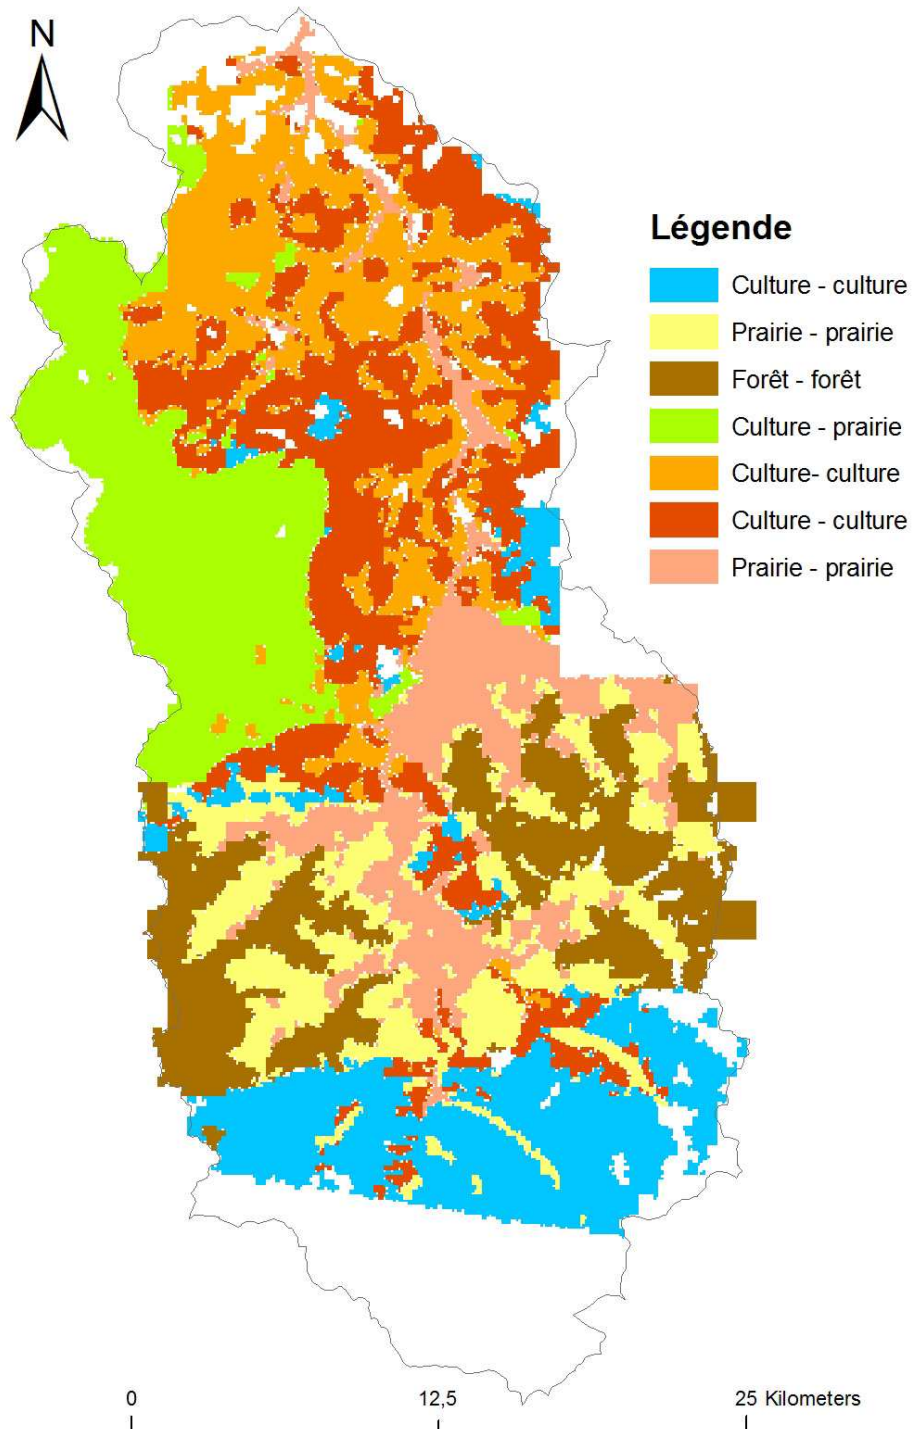 N
Légende
Culture - culture
Prairie - prairie
Forêt - forêt
Culture - prairie
Culture- culture
Culture - culture
Prairie - prairie
0 12,5 25 Kilometers